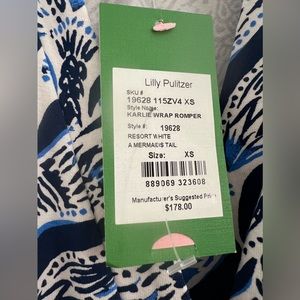 Lilly Pulitzer
SKU #
19628 115ZV4 XS
Style Name:
KARLIE WRAP ROMPER
Style #: 19628
RESORT WHITE
A MERMAIDS TAIL
Size: XS
889069 323608
Manufacturer's Suggested Price
$178.00